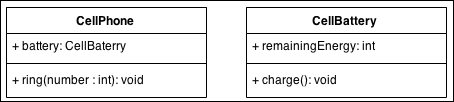 CellPhone
+ battery: CellBaterry
+ ring(number : int): void
CellBattery
+ remainingEnergy: int
+ charge(): void